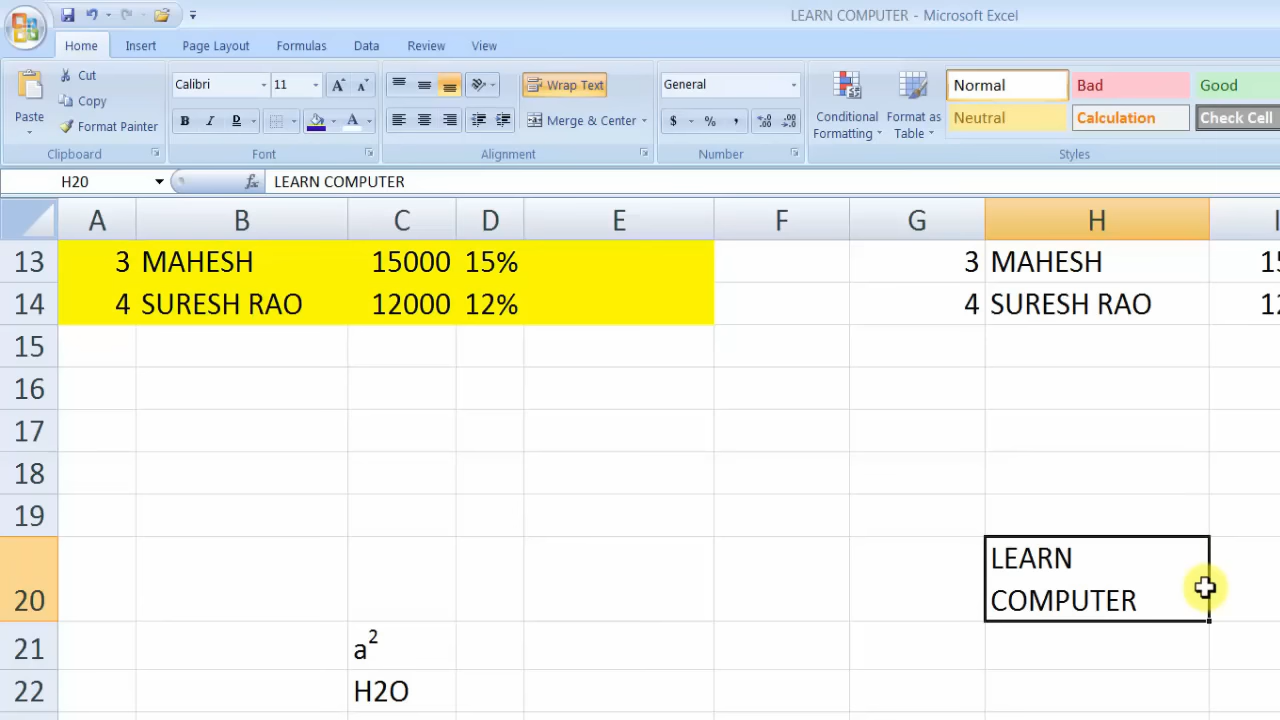 LEARN COMPUTER - Microsoft Excel
Home Insert Page Layout Formulas Data Review View
Paste
Cut
Copy
Format Painter
Clipboard
Calibri 11 A A
B I D A
Font
Wrap Text
Merge & Center
Alignment
General
$ % ,
Number
Conditional Formatting
Format as Table
Normal Bad Good
Neutral Calculation Check Cell
Styles
H20 fx LEARN COMPUTER
A B C D E F G H I
13 3 MAHESH 15000 15% 3 MAHESH 15
14 4 SURESH RAO 12000 12% 4 SURESH RAO 12
15
16
17
18
19
20 LEARN
COMPUTER
21 a²
22 H2O